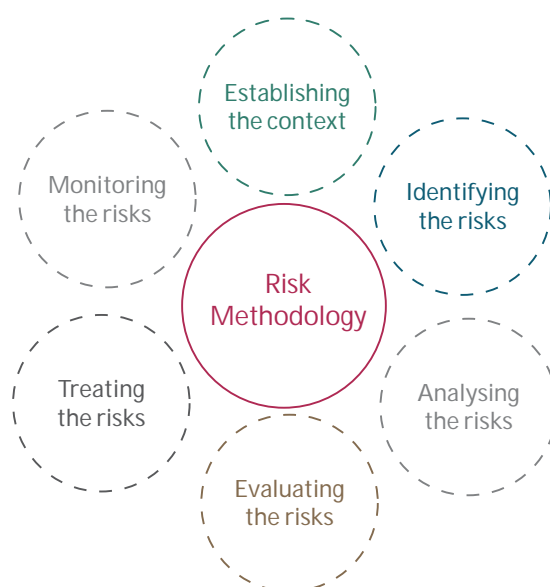 Establishing
the context
Identifying
the risks
Analysing
the risks
Evaluating
the risks
Treating
the risks
Monitoring
the risks
Risk
Methodology